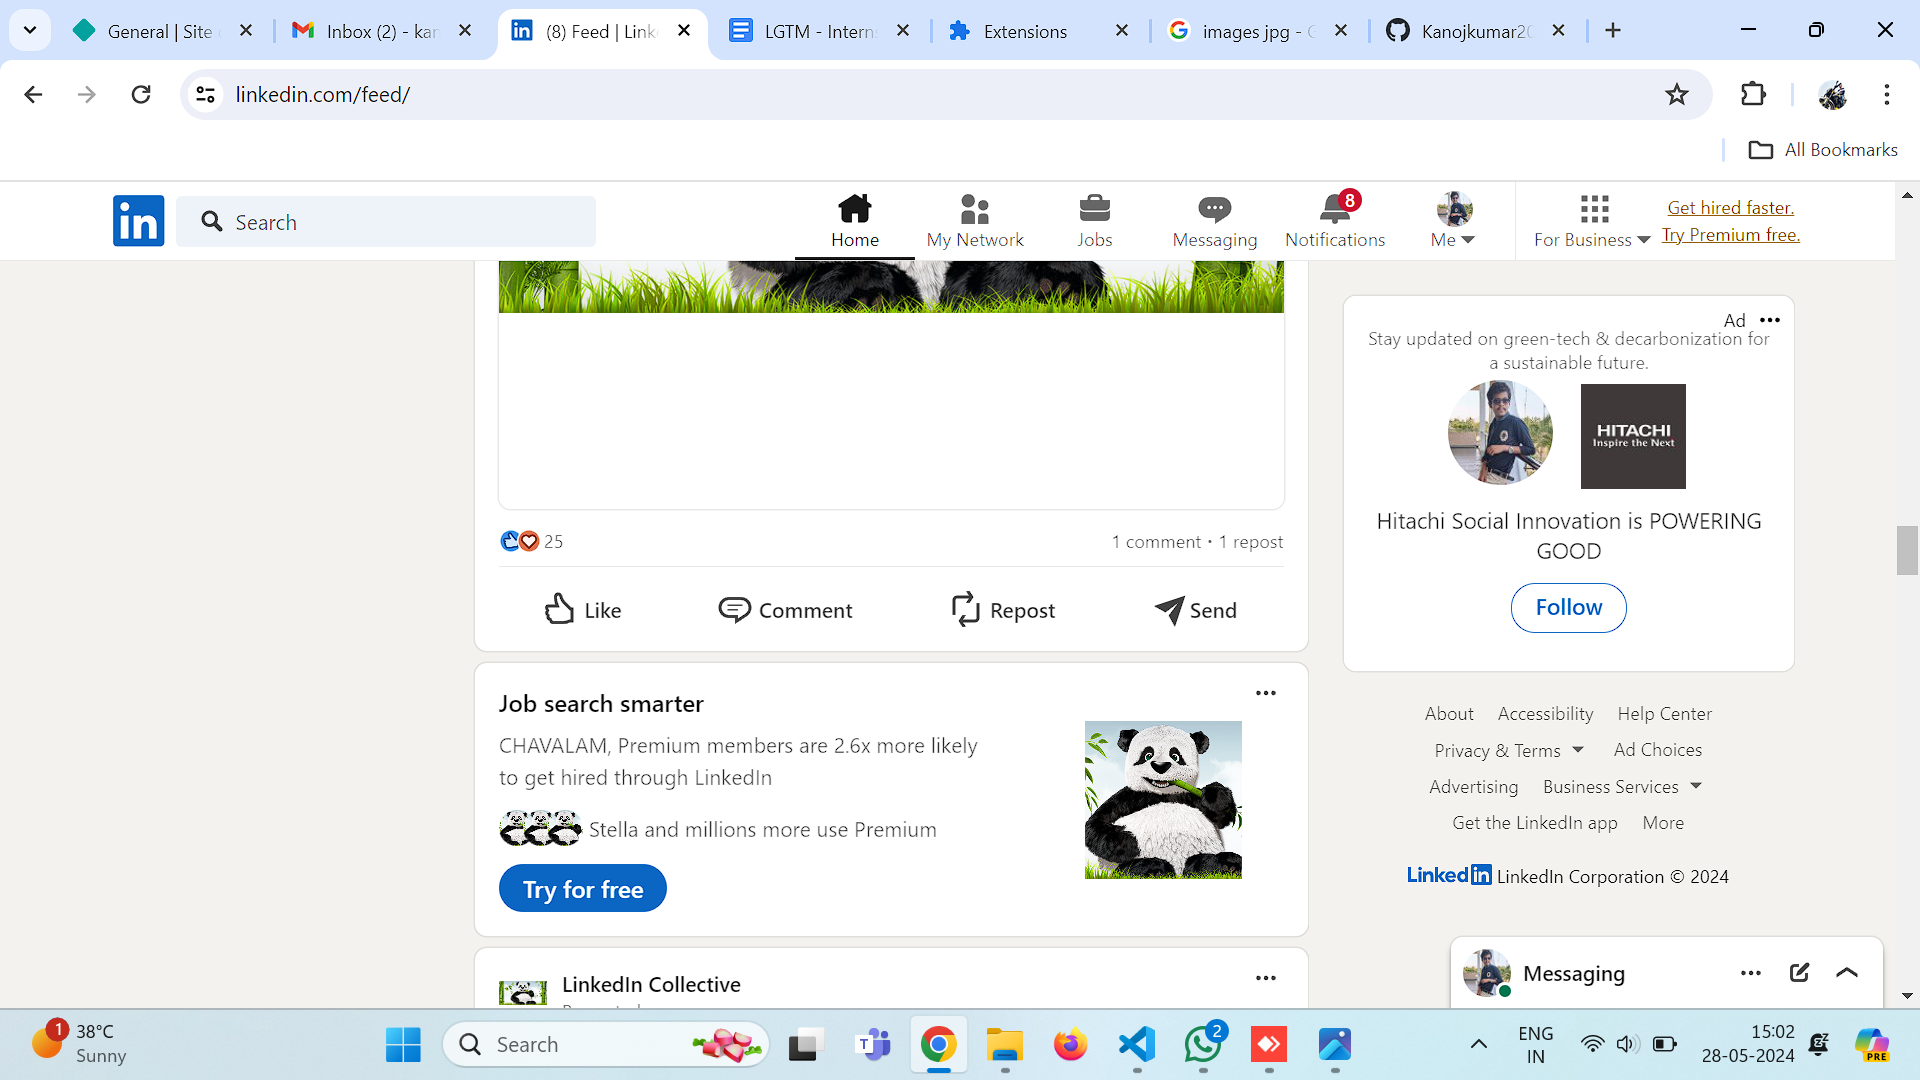 General | Site
Inbox (2) - kar
(8) Feed | Link
LGTM - Intern
Extensions
images jpg - G
Kanojkumar20
linkedin.com/feed/
All Bookmarks
in
Search
Home
My Network
Jobs
Messaging
8
Notifications
Me
For Business
Get hired faster.
Try Premium free.
25
1 comment • 1 repost
Like
Comment
Repost
Send
Job search smarter
CHAVALAM, Premium members are 2.6x more likely
to get hired through LinkedIn
Stella and millions more use Premium
Try for free
LinkedIn Collective
Ad
Stay updated on green-tech & decarbonization for
a sustainable future.
HITACHI
Inspire the Next
Hitachi Social Innovation is POWERING
GOOD
Follow
About Accessibility Help Center
Privacy & Terms Ad Choices
Advertising Business Services
Get the LinkedIn app More
LinkedIn LinkedIn Corporation © 2024
Messaging
1
38°C
Sunny
Search
T
2
ENG
IN
15:02
28-05-2024
PRE